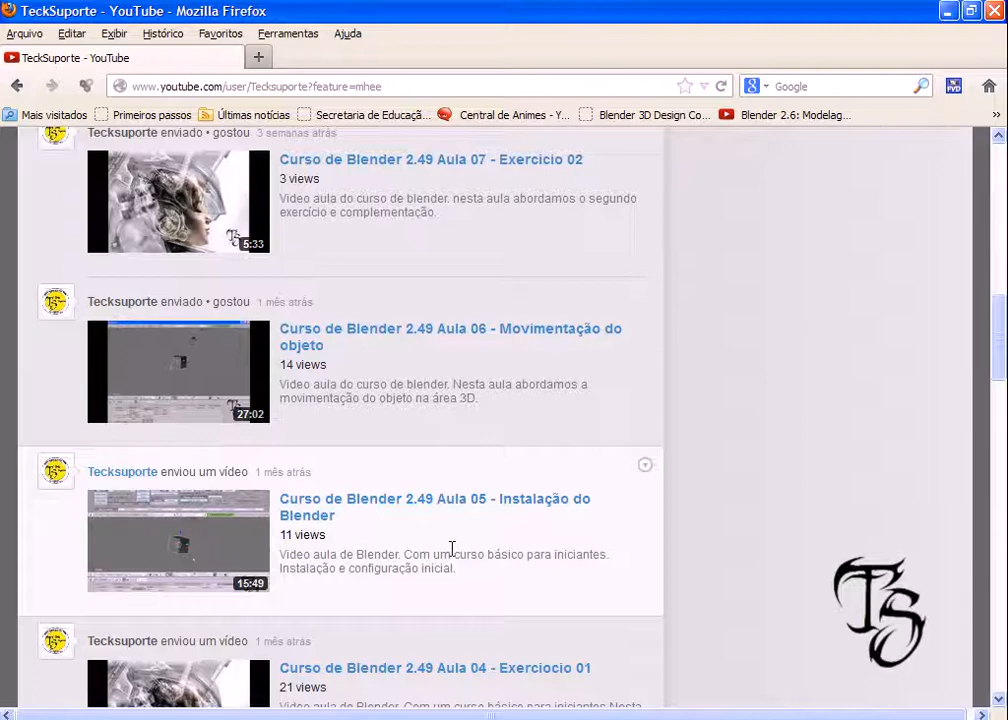 TeckSuporte - YouTube - Mozilla Firefox
Arquivo Editar Exibir Histórico Favoritos Ferramentas Ajuda
TeckSuporte - YouTube
www.youtube.com/user/Tecksuporte?feature=mhee
Google
FVD
Mais visitados Primeiros passos Últimas notícias Secretaria de Educaçã... Central de Animes - Y... Blender 3D Design Co... Blender 2.6: Modelag...
Tecksuporte enviado • gostou 3 semanas atrás
Curso de Blender 2.49 Aula 07 - Exercicio 02
3 views
Video aula do curso de blender. nesta aula abordamos o segundo
exercício e complementação.
5:33
Tecksuporte enviado • gostou 1 mês atrás
Curso de Blender 2.49 Aula 06 - Movimentação do
objeto
14 views
Video aula do curso de blender. Nesta aula abordamos a
movimentação do objeto na área 3D.
27:02
Tecksuporte enviou um vídeo 1 mês atrás
Curso de Blender 2.49 Aula 05 - Instalação do
Blender
11 views
Video aula de Blender. Com um curso básico para iniciantes.
Instalação e configuração inicial.
15:49
TS
Tecksuporte enviou um vídeo 1 mês atrás
Curso de Blender 2.49 Aula 04 - Exerciocio 01
21 views